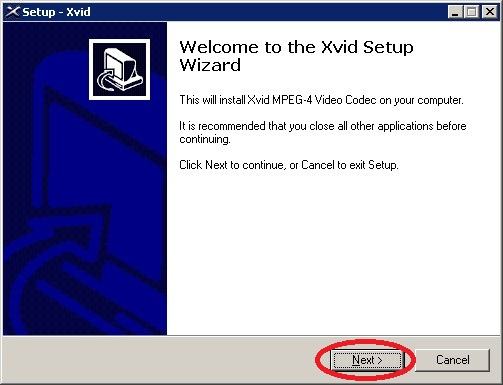 Setup - Xvid
Welcome to the Xvid Setup
Wizard
This will install Xvid MPEG-4 Video Codec on your computer.
It is recommended that you close all other applications before
continuing.
Click Next to continue, or Cancel to exit Setup.
Next >
Cancel